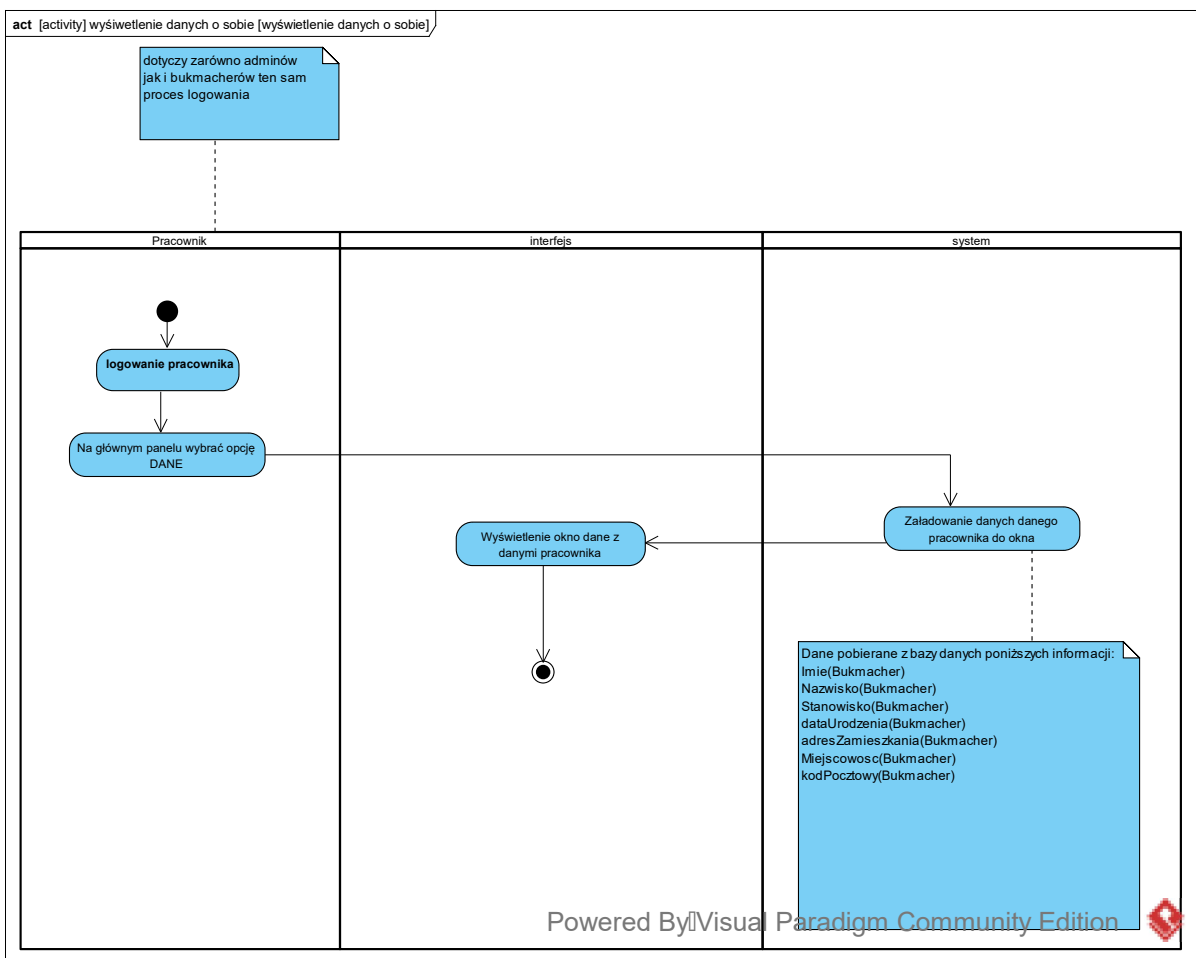 act [activity] wyśiwetlenie danych o sobie [wyświetlenie danych o sobie]
dotyczy zarówno adminów
jak i bukmacherów ten sam
proces logowania
Pracownik
interfejs
system
logowanie pracownika
Na głównym panelu wybrać opcję
DANE
Załadowanie danych danego
pracownika do okna
Wyświetlenie okno dane z
danymi pracownika
Dane pobierane z bazy danych poniższych informacji:
Imie(Bukmacher)
Nazwisko(Bukmacher)
Stanowisko(Bukmacher)
dataUrodzenia(Bukmacher)
adresZamieszkania(Bukmacher)
Miejscowosc(Bukmacher)
kodPocztowy(Bukmacher)
Powered By Visual Paradigm Community Edition